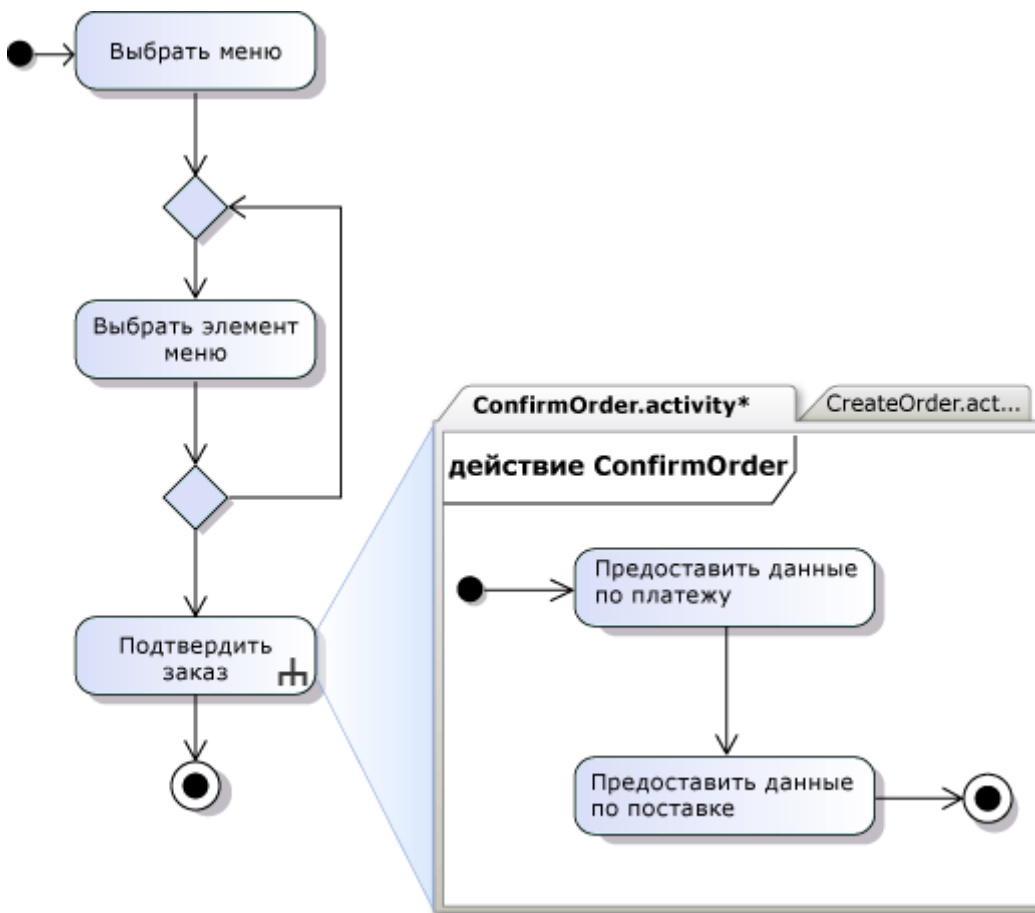 Выбрать меню
Выбрать элемент
меню
Подтвердить
заказ
ConfirmOrder.activity*
CreateOrder.act...
действие ConfirmOrder
Предоставить данные
по платежу
Предоставить данные
по поставке